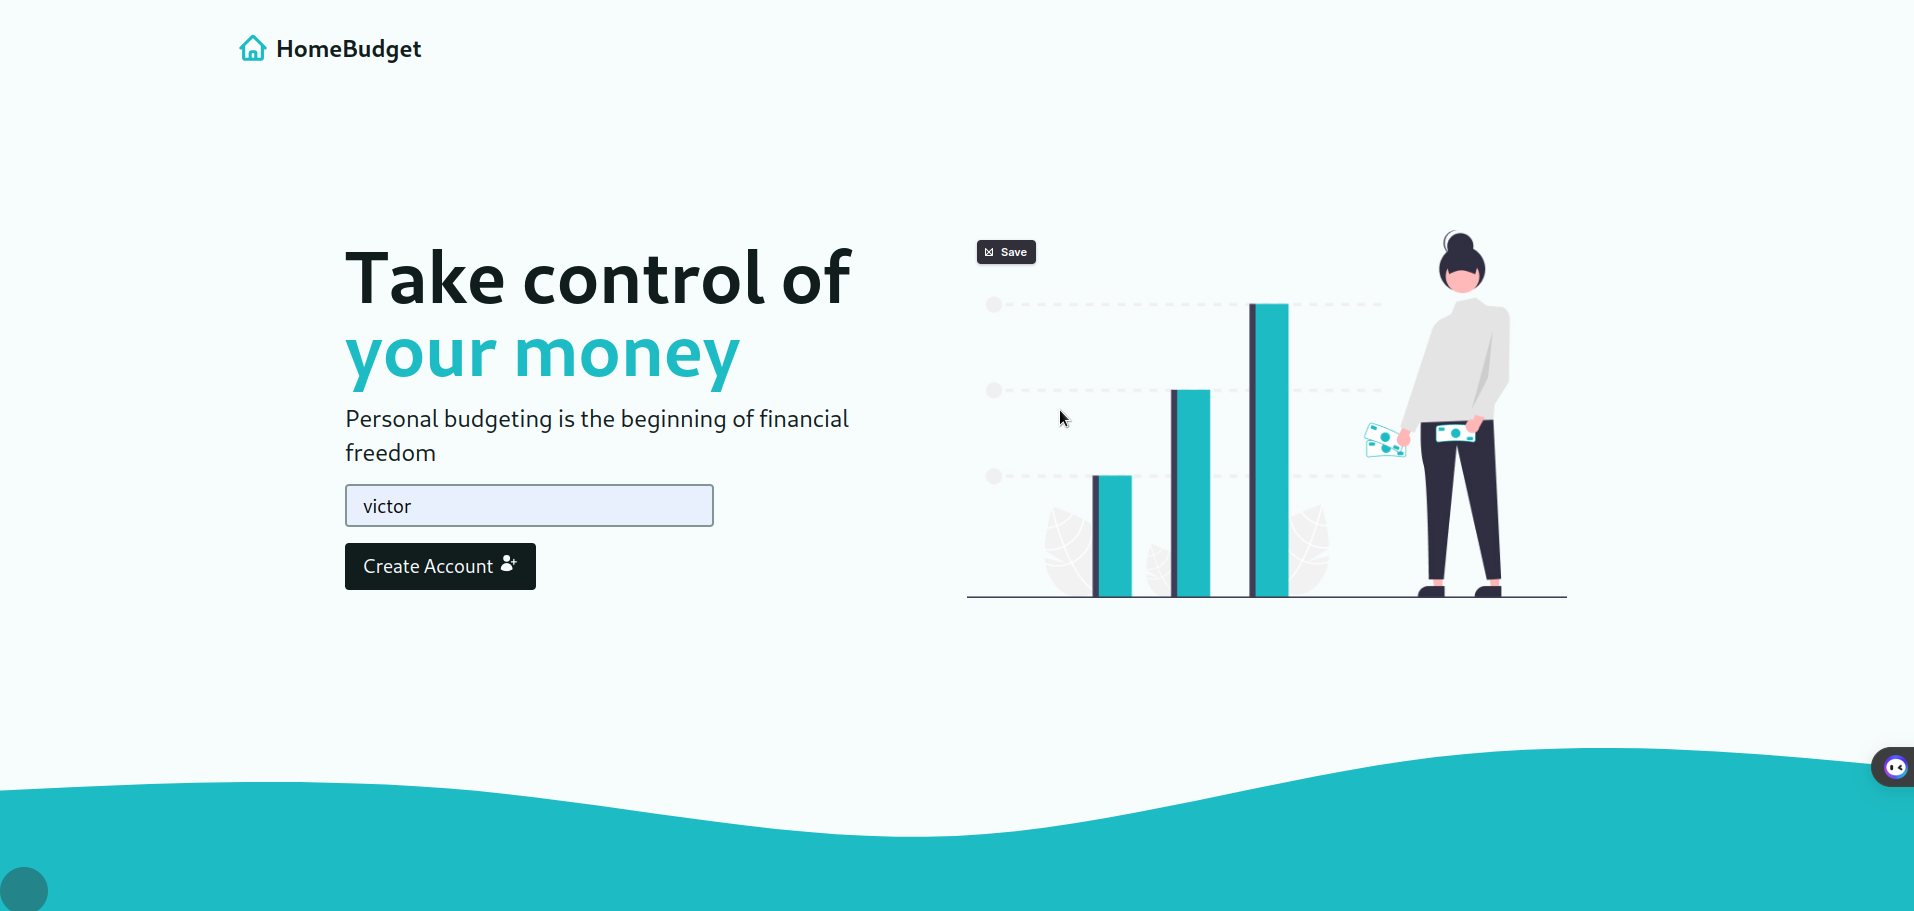 HomeBudget
Take control of
your money
Personal budgeting is the beginning of financial
freedom
victor
Create Account
Save